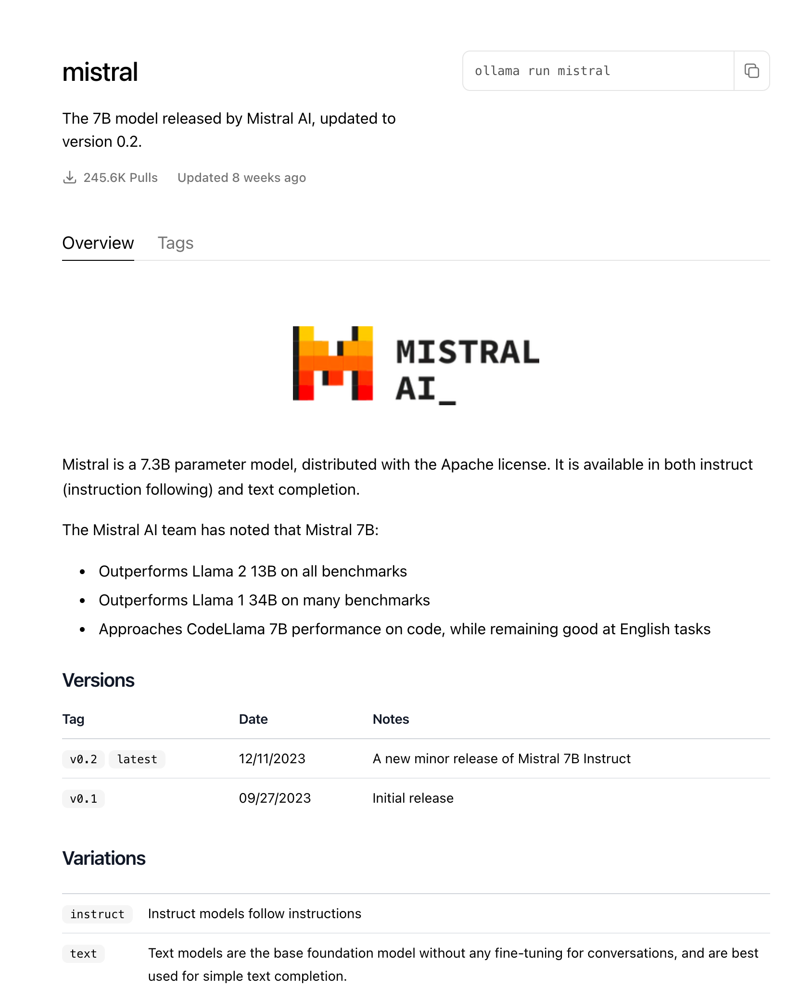 mistral
ollama run mistral
The 7B model released by Mistral AI, updated to
version 0.2.
245.6K Pulls Updated 8 weeks ago
Overview Tags
MISTRAL
AI_
Mistral is a 7.3B parameter model, distributed with the Apache license. It is available in both instruct
(instruction following) and text completion.
The Mistral AI team has noted that Mistral 7B:
• Outperforms Llama 2 13B on all benchmarks
• Outperforms Llama 1 34B on many benchmarks
• Approaches CodeLlama 7B performance on code, while remaining good at English tasks
Versions
Tag Date Notes
v0.2 latest 12/11/2023 A new minor release of Mistral 7B Instruct
v0.1 09/27/2023 Initial release
Variations
instruct Instruct models follow instructions
text Text models are the base foundation model without any fine-tuning for conversations, and are best
used for simple text completion.